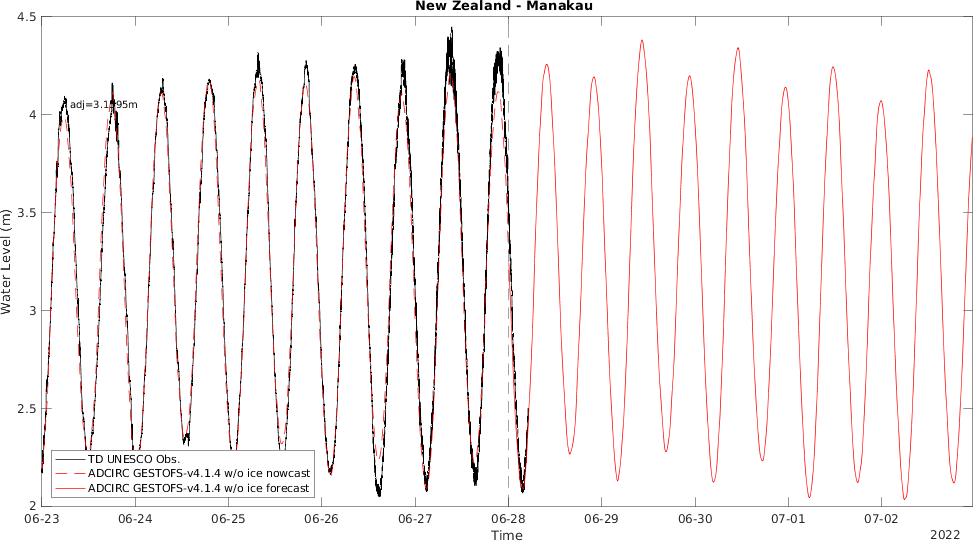 New Zealand - Manakau
4.5
4
3.5
3
2.5
2
Water Level (m)
adj=3.1595m
TD UNESCO Obs.
ADCIRC GESTOFS-v4.1.4 w/o ice nowcast
ADCIRC GESTOFS-v4.1.4 w/o ice forecast
06-23 06-24 06-25 06-26 06-27 06-28 06-29 06-30 07-01 07-02
Time
2022